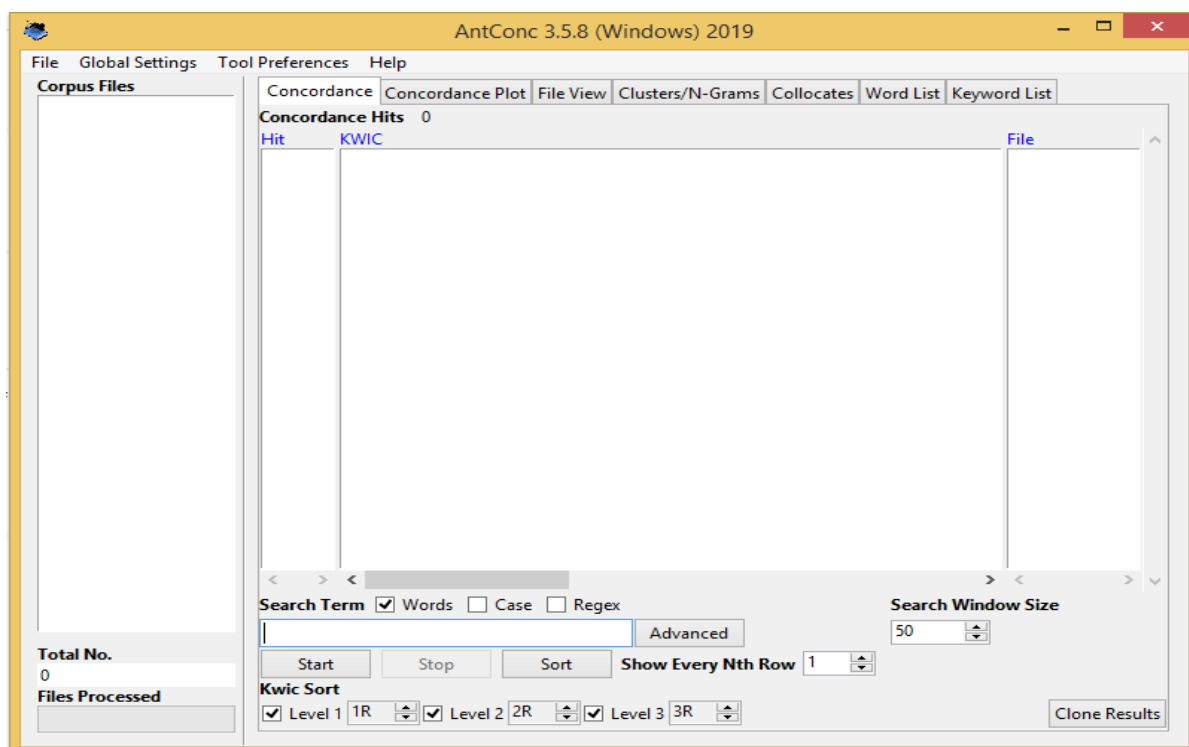 AntConc 3.5.8 (Windows) 2019
File Global Settings Tool Preferences Help
Corpus Files
Concordance Concordance Plot File View Clusters/N-Grams Collocates Word List Keyword List
Concordance Hits 0
Hit KWIC File
Search Term Words Case Regex Search Window Size
Advanced 50
Total No.
0
Start Stop Sort Show Every Nth Row 1
Files Processed
Kwic Sort
Level 1 1R Level 2 2R Level 3 3R Clone Results